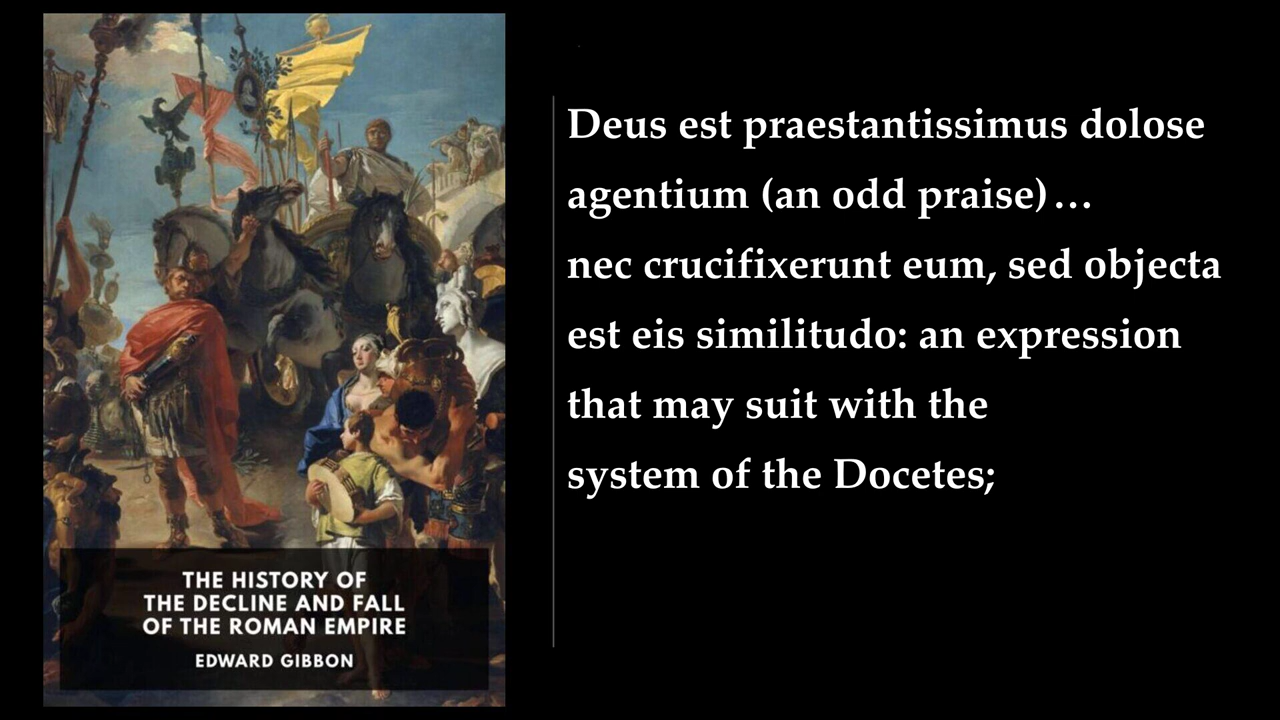 Deus est praestantissimus dolose
agentium (an odd praise)…
nec crucifixerunt eum, sed objecta
est eis similitudo: an expression
that may suit with the
system of the Docetes;
THE HISTORY OF
THE DECLINE AND FALL
OF THE ROMAN EMPIRE
EDWARD GIBBON